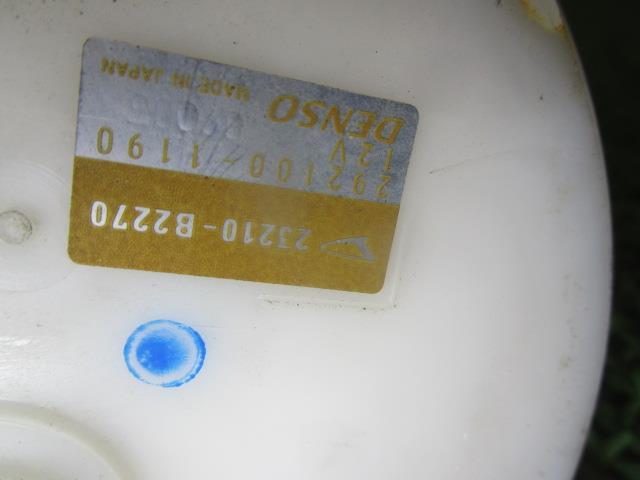 23210-B2270
292100-1190
12V
DENSO
MADE IN JAPAN